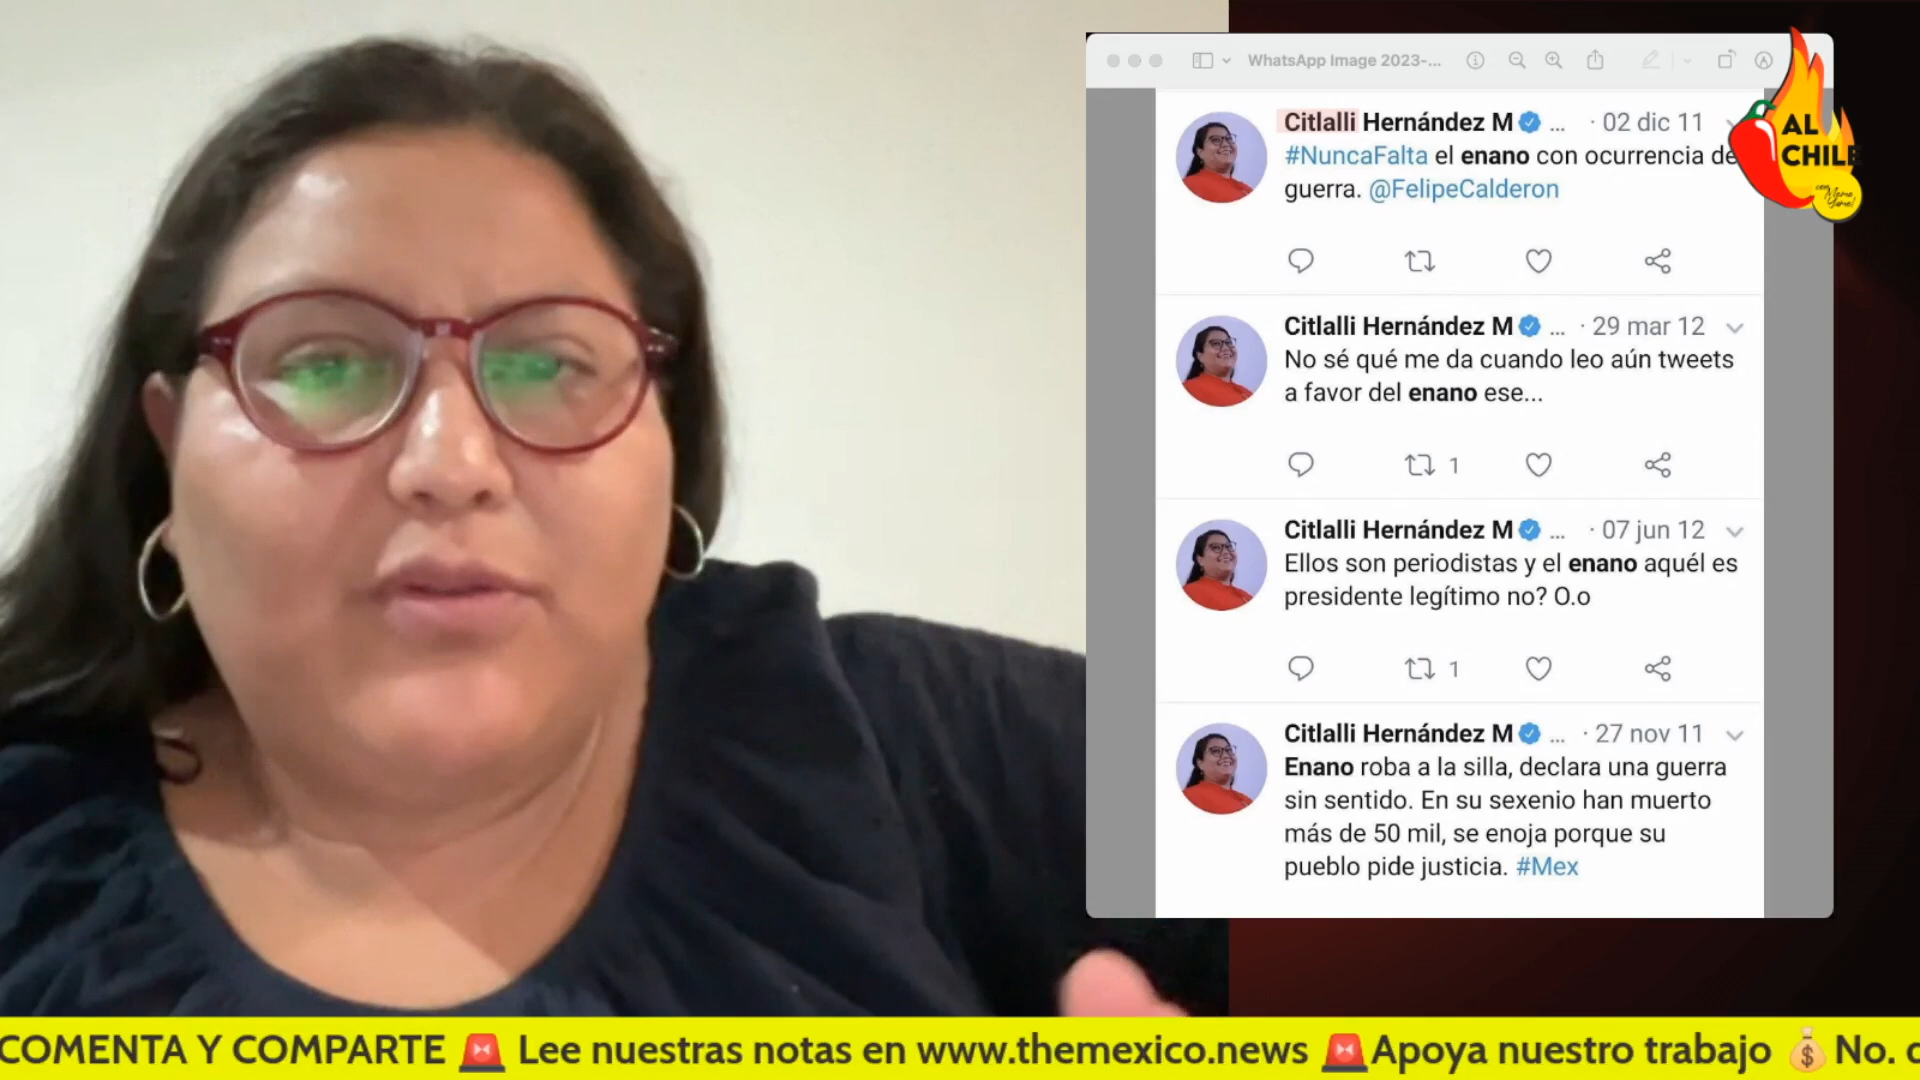 WhatsApp Image 2023-...
Citlalli Hernández M ... · 02 dic 11
#NuncaFalta el enano con ocurrencia de
guerra. @FelipeCalderon
AL
CHILE
Citlalli Hernández M ... · 29 mar 12
No sé qué me da cuando leo aún tweets
a favor del enano ese...
1
Citlalli Hernández M ... · 07 jun 12
Ellos son periodistas y el enano aquél es
presidente legítimo no? O.o
1
Citlalli Hernández M ... · 27 nov 11
Enano roba a la silla, declara una guerra
sin sentido. En su sexenio han muerto
más de 50 mil, se enoja porque su
pueblo pide justicia. #Mex
COMENTA Y COMPARTE 🚨 Lee nuestras notas en www.themexico.news 🚨Apoya nuestro trabajo 💰No.